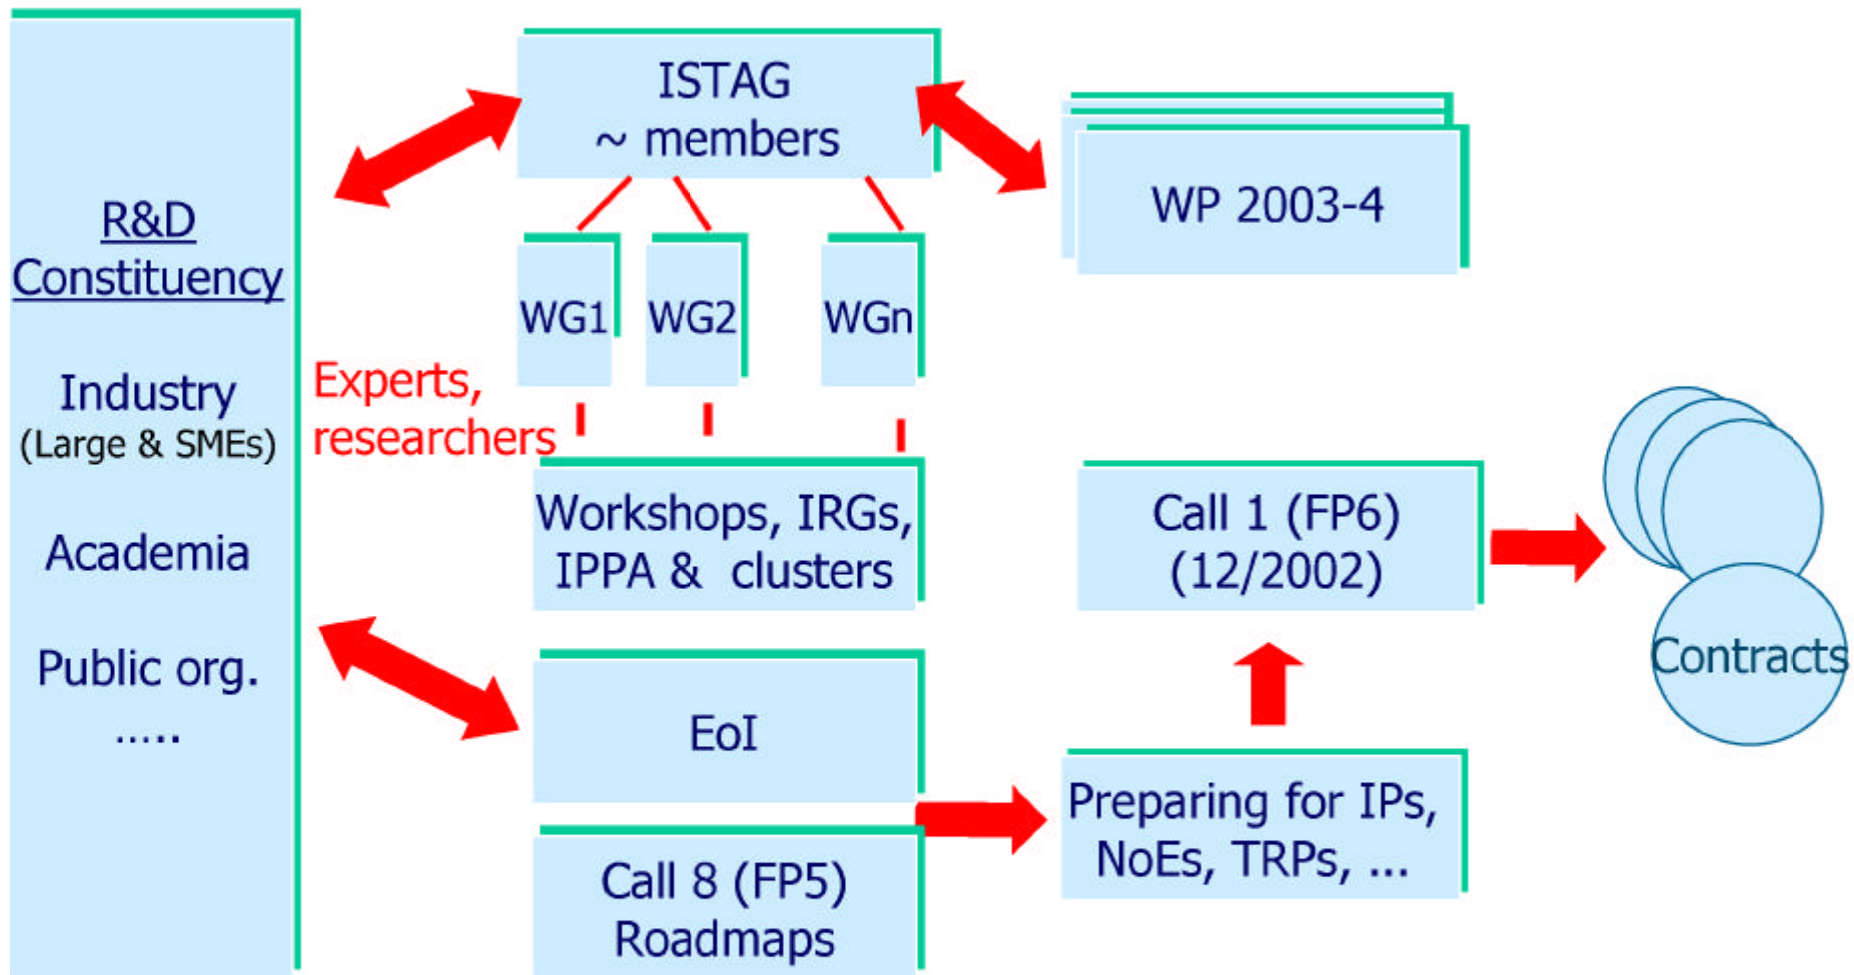 R&D
Constituency
Industry
(Large & SMEs)
Academia
Public org.
.....
Experts,
researchers
ISTAG
~ members
WG1
WG2
WGn
Workshops, IRGs,
IPPA & clusters
EoI
Call 8 (FP5)
Roadmaps
WP 2003-4
Call 1 (FP6)
(12/2002)
Preparing for IPs,
NoEs, TRPs, ...
Contracts